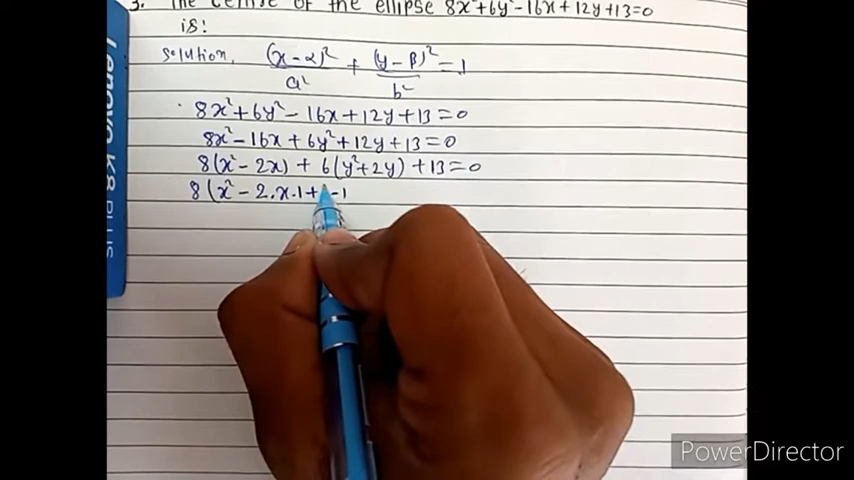 3. The centre of the ellipse 8x²+6y²-16x+12y+13=0
is:
Solution, (x-α)²/a² + (y-β)²/b² = 1
8x²+6y²-16x+12y+13=0
8x²-16x+6y²+12y+13=0
8(x²-2x)+6(y²+2y)+13=0
8(x²-2.x.1+ -1
Lenovo K8 PLUS
PowerDirector